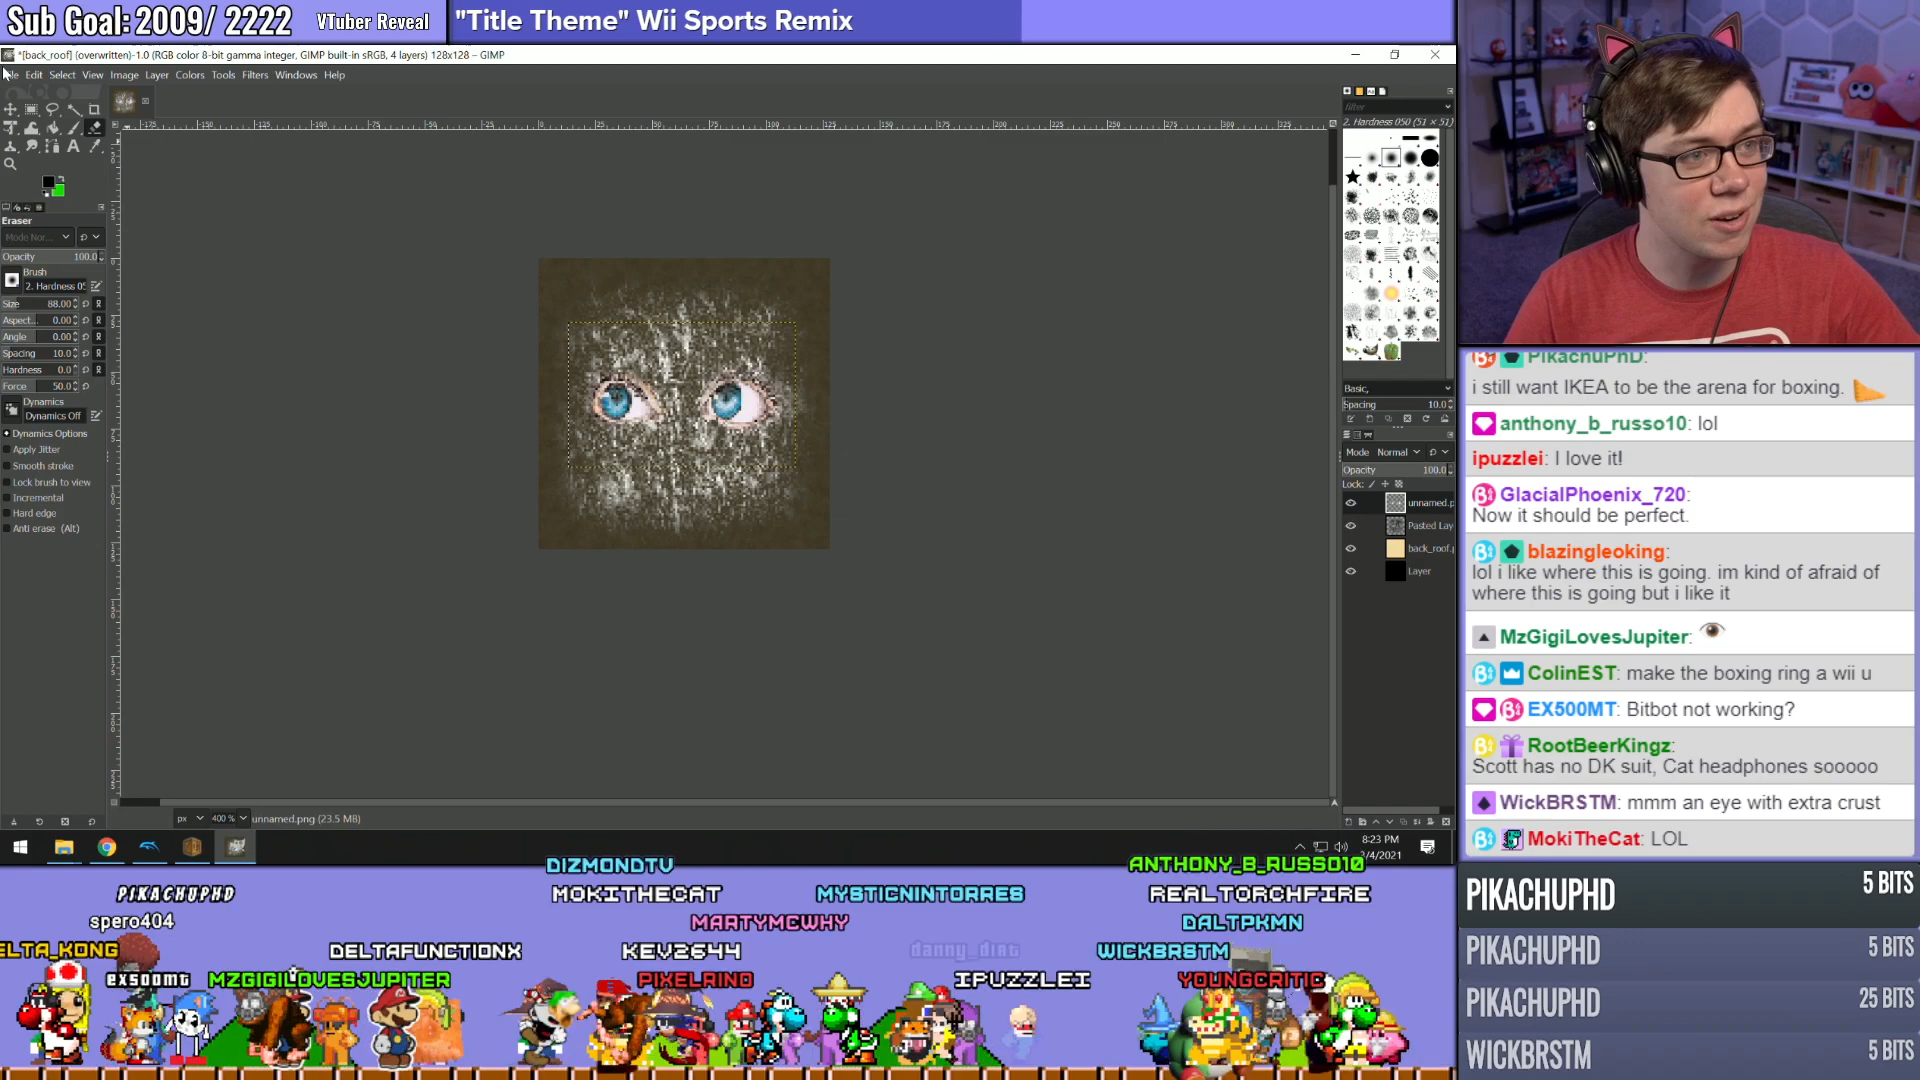 Sub Goal: 2009/ 2222
VTuber Reveal
"Title Theme" Wii Sports Remix
*[back_roof] (overwritten)-1.0 (RGB color 8-bit gamma integer, GIMP built-in sRGB, 4 layers) 128x128 – GIMP
Edit Select View Image Layer Colors Tools Filters Windows Help
Eraser
Opacity 100.0
Brush
2. Hardness 05
Size 88.00
Aspect... 0.00
Angle 0.00
Spacing 10.0
Hardness 0.0
Force 50.0
Dynamics
Dynamics Off
Dynamics Options
Apply Jitter
Smooth stroke
Lock brush to view
Incremental
Hard edge
Anti erase (Alt)
filter
2. Hardness 050 (51 × 51)
Basic,
Spacing 10.0
Mode Normal
Opacity 100.0
Lock:
unnamed.p
Pasted Lay
back_roof.p
Layer
px 400 % unnamed.png (23.5 MB)
8:23 PM
/4/2021
PikachuPhD:
i still want IKEA to be the arena for boxing.
anthony_b_russo10: lol
ipuzzlei: I love it!
GlacialPhoenix_720:
Now it should be perfect.
blazingleoking:
lol i like where this is going. im kind of afraid of
where this is going but i like it
MzGigiLovesJupiter:
ColinEST: make the boxing ring a wii u
EX500MT: Bitbot not working?
RootBeerKingz:
Scott has no DK suit, Cat headphones sooooo
WickBRSTM: mmm an eye with extra crust
MokiTheCat: LOL
PIKACHUPHD 5 BITS
PIKACHUPHD 5 BITS
PIKACHUPHD 25 BITS
WICKBRSTM 5 BITS
DIZMONDTV
ANTHONY_B_RUSSO10
PIKACHUPHD
MOKITHECAT
MYSTICNINTORRES
REALTORCHFIRE
spero404
MARTYMCWHY
DALTPKMN
ELTA_KONG
DELTAFUNCTIONX
KEV2644
danny_dirt
WICKBRSTM
EX500MT
MZGIGILOVESJUPITER
PIXELRINO
IPUZZLEI
YOUNGCRITIC